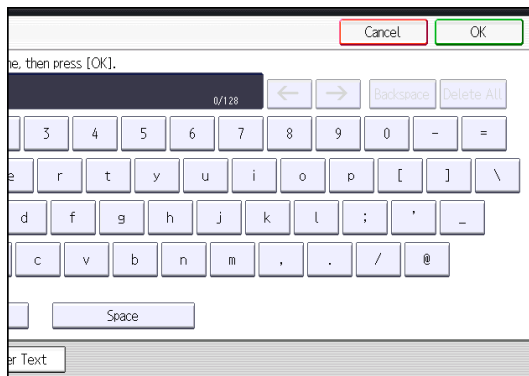 Cancel OK
ne, then press [OK].
0/128 ← → Backspace Delete All
3 4 5 6 7 8 9 0 - =
e r t y u i o p [ ] \
d f g h j k l ; ' _
c v b n m , . / @
Space
er Text